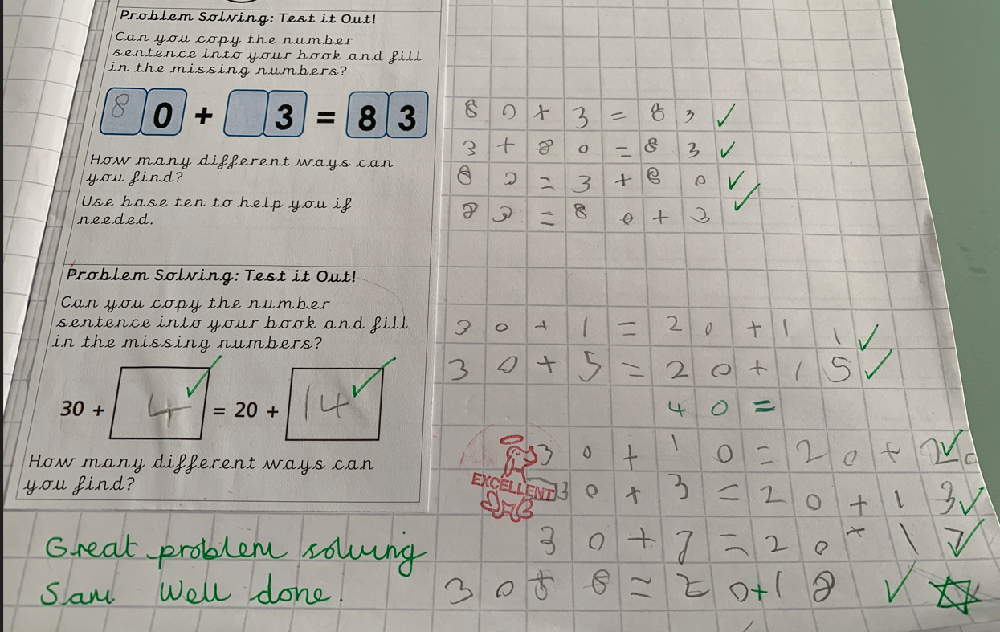 Problem Solving: Test it Out!
Can you copy the number
sentence into your book and fill
in the missing numbers?
80 + 3 = 83
How many different ways can
you find?
Use base ten to help you if
needed.
80+3=83 ✓
3+80=83 ✓
80=3+80 ✓
83=80+3 ✓
Problem Solving: Test it Out!
Can you copy the number
sentence into your book and fill
in the missing numbers?
30 + 4 = 20 + 14
How many different ways can
you find?
30+1=20+11 ✓
30+5=20+15 ✓
40=
30+10=20+20 ✓
EXCELLENT
30+3=20+13 ✓
30+7=20+17 ✓
30+8=20+18 ✓
Great problem solving
Sam. Well done.